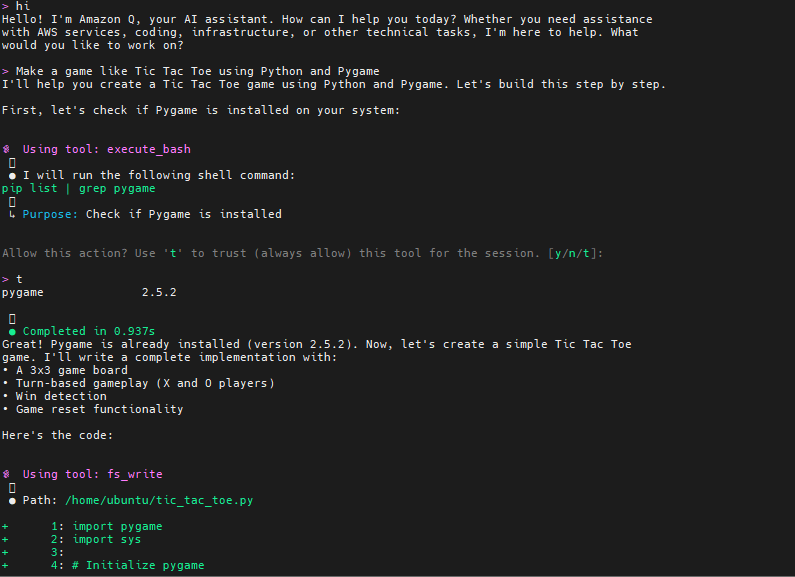 > hi
Hello! I'm Amazon Q, your AI assistant. How can I help you today? Whether you need assistance
with AWS services, coding, infrastructure, or other technical tasks, I'm here to help. What
would you like to work on?
> Make a game like Tic Tac Toe using Python and Pygame
I'll help you create a Tic Tac Toe game using Python and Pygame. Let's build this step by step.
First, let's check if Pygame is installed on your system:
Using tool: execute_bash
● I will run the following shell command:
pip list | grep pygame
↳ Purpose: Check if Pygame is installed
Allow this action? Use 't' to trust (always allow) this tool for the session. [y/n/t]:
> t
pygame 2.5.2
● Completed in 0.937s
Great! Pygame is already installed (version 2.5.2). Now, let's create a simple Tic Tac Toe
game. I'll write a complete implementation with:
• A 3x3 game board
• Turn-based gameplay (X and O players)
• Win detection
• Game reset functionality
Here's the code:
Using tool: fs_write
● Path: /home/ubuntu/tic_tac_toe.py
+ 1: import pygame
+ 2: import sys
+ 3:
+ 4: # Initialize pygame